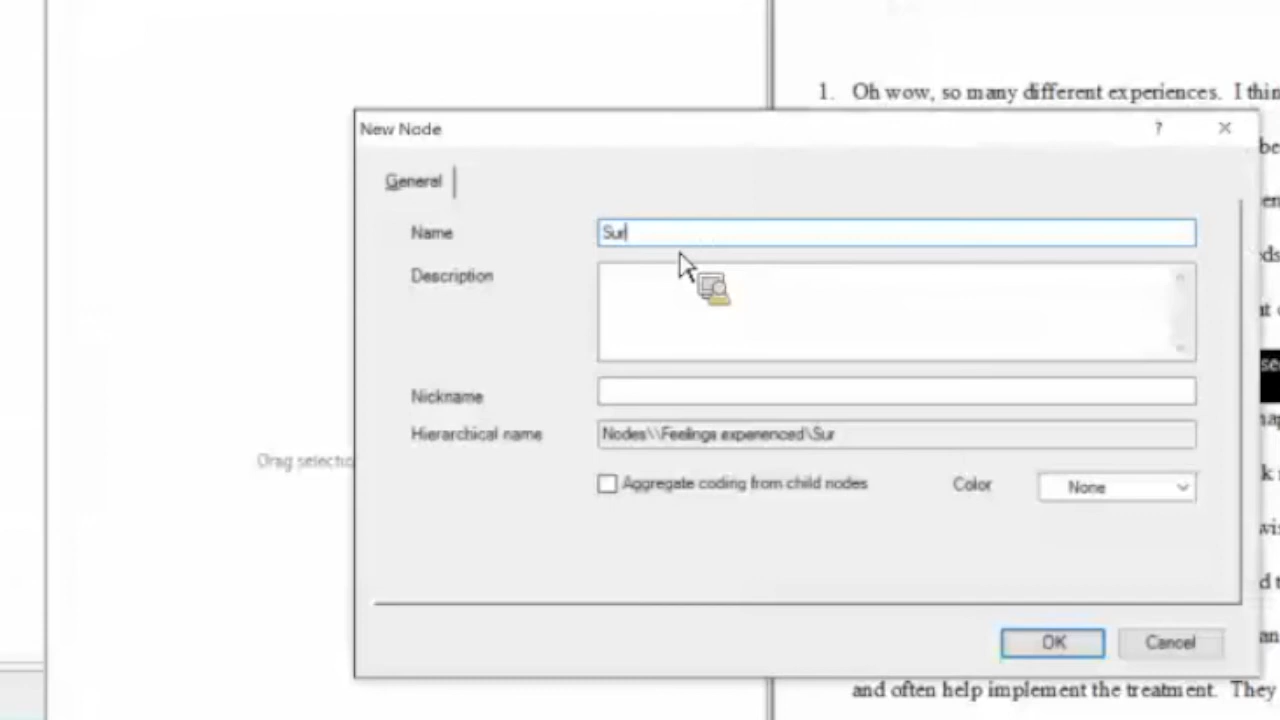 1. Oh wow, so many different experiences. I thin
New Node
?
General
Name
Sur
Description
Nickname
Hierarchical name
Nodes\\Feelings experienced\Sur
Drag selectio
Aggregate coding from child nodes
Color
None
OK
Cancel
and often help implement the treatment. They